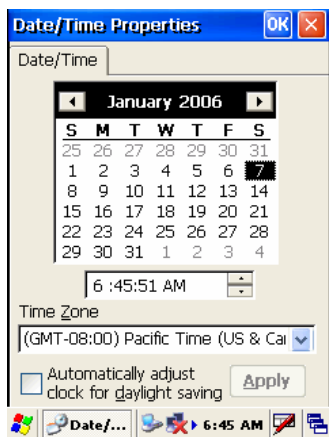 Date/Time Properties OK
Date/Time
January 2006
S M T W T F S
25 26 27 28 29 30 31
1 2 3 4 5 6 7
8 9 10 11 12 13 14
15 16 17 18 19 20 21
22 23 24 25 26 27 28
29 30 31 1 2 3 4
6 :45:51 AM
Time Zone
(GMT-08:00) Pacific Time (US & Ca
Automatically adjust
clock for daylight saving
Apply
Date/... 6:45 AM